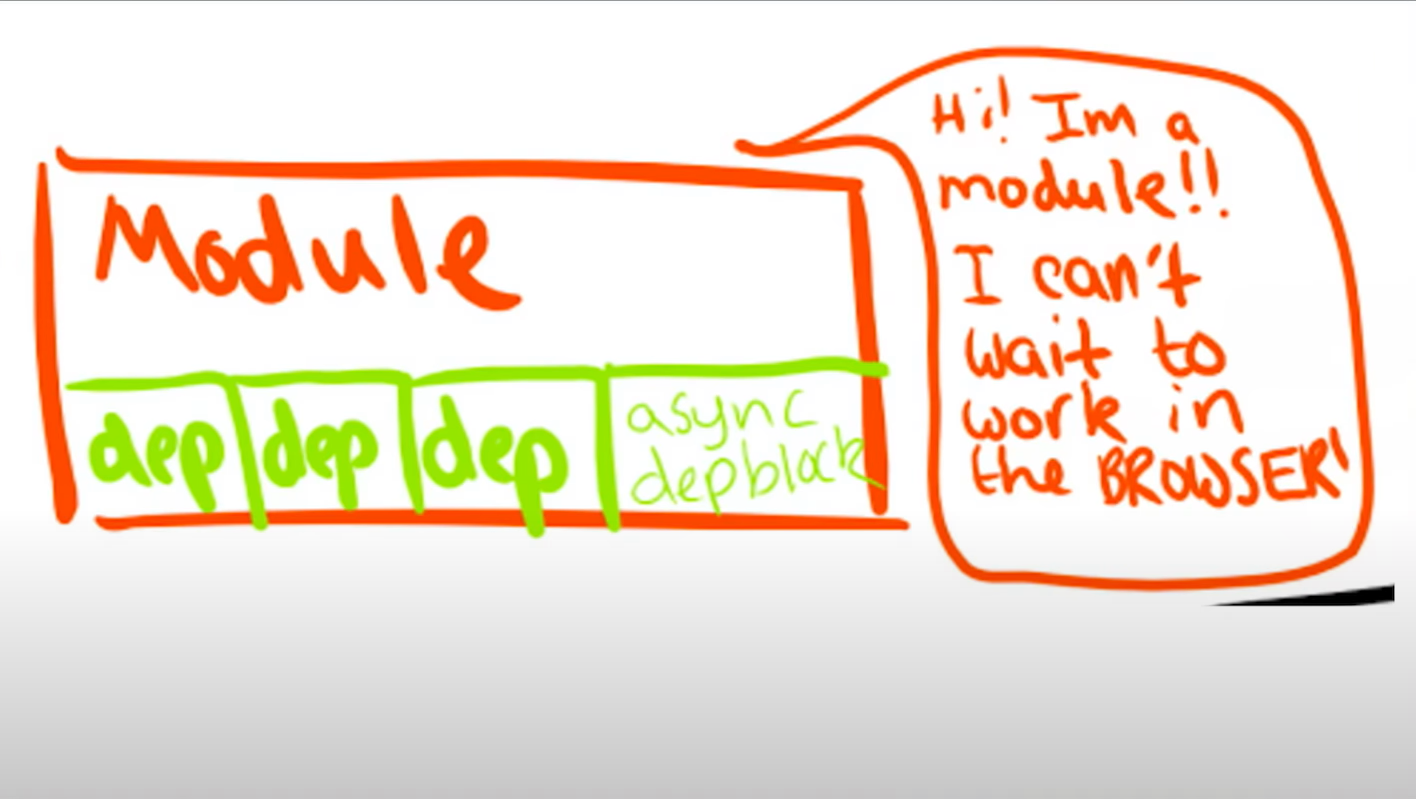 Module
dep dep dep async
depblock
Hi! Im a
module!!
I can't
wait to
work in
the BROWSER!